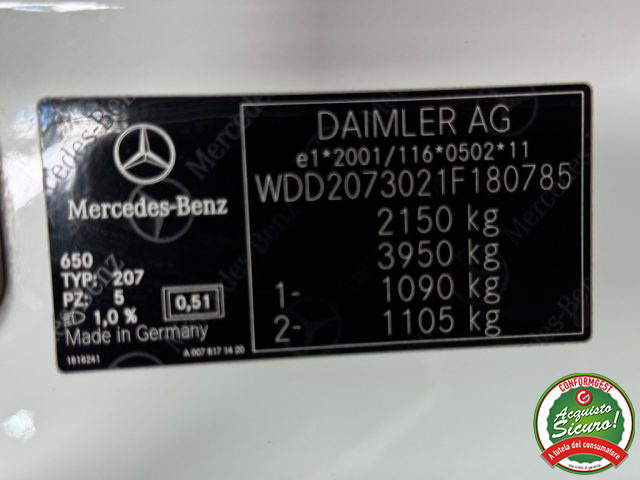 DAIMLER AG
e1*2001/116*0502*11
WDD2073021F180785
2150 kg
3950 kg
1- 1090 kg
2- 1105 kg
Mercedes-Benz
650
TYP: 207
PZ: 5
0,51
1,0 %
Made in Germany
1818241
A 007 817 14 20
CONFORMGEST
Acquisto
Sicuro!
A tutela del consumatore